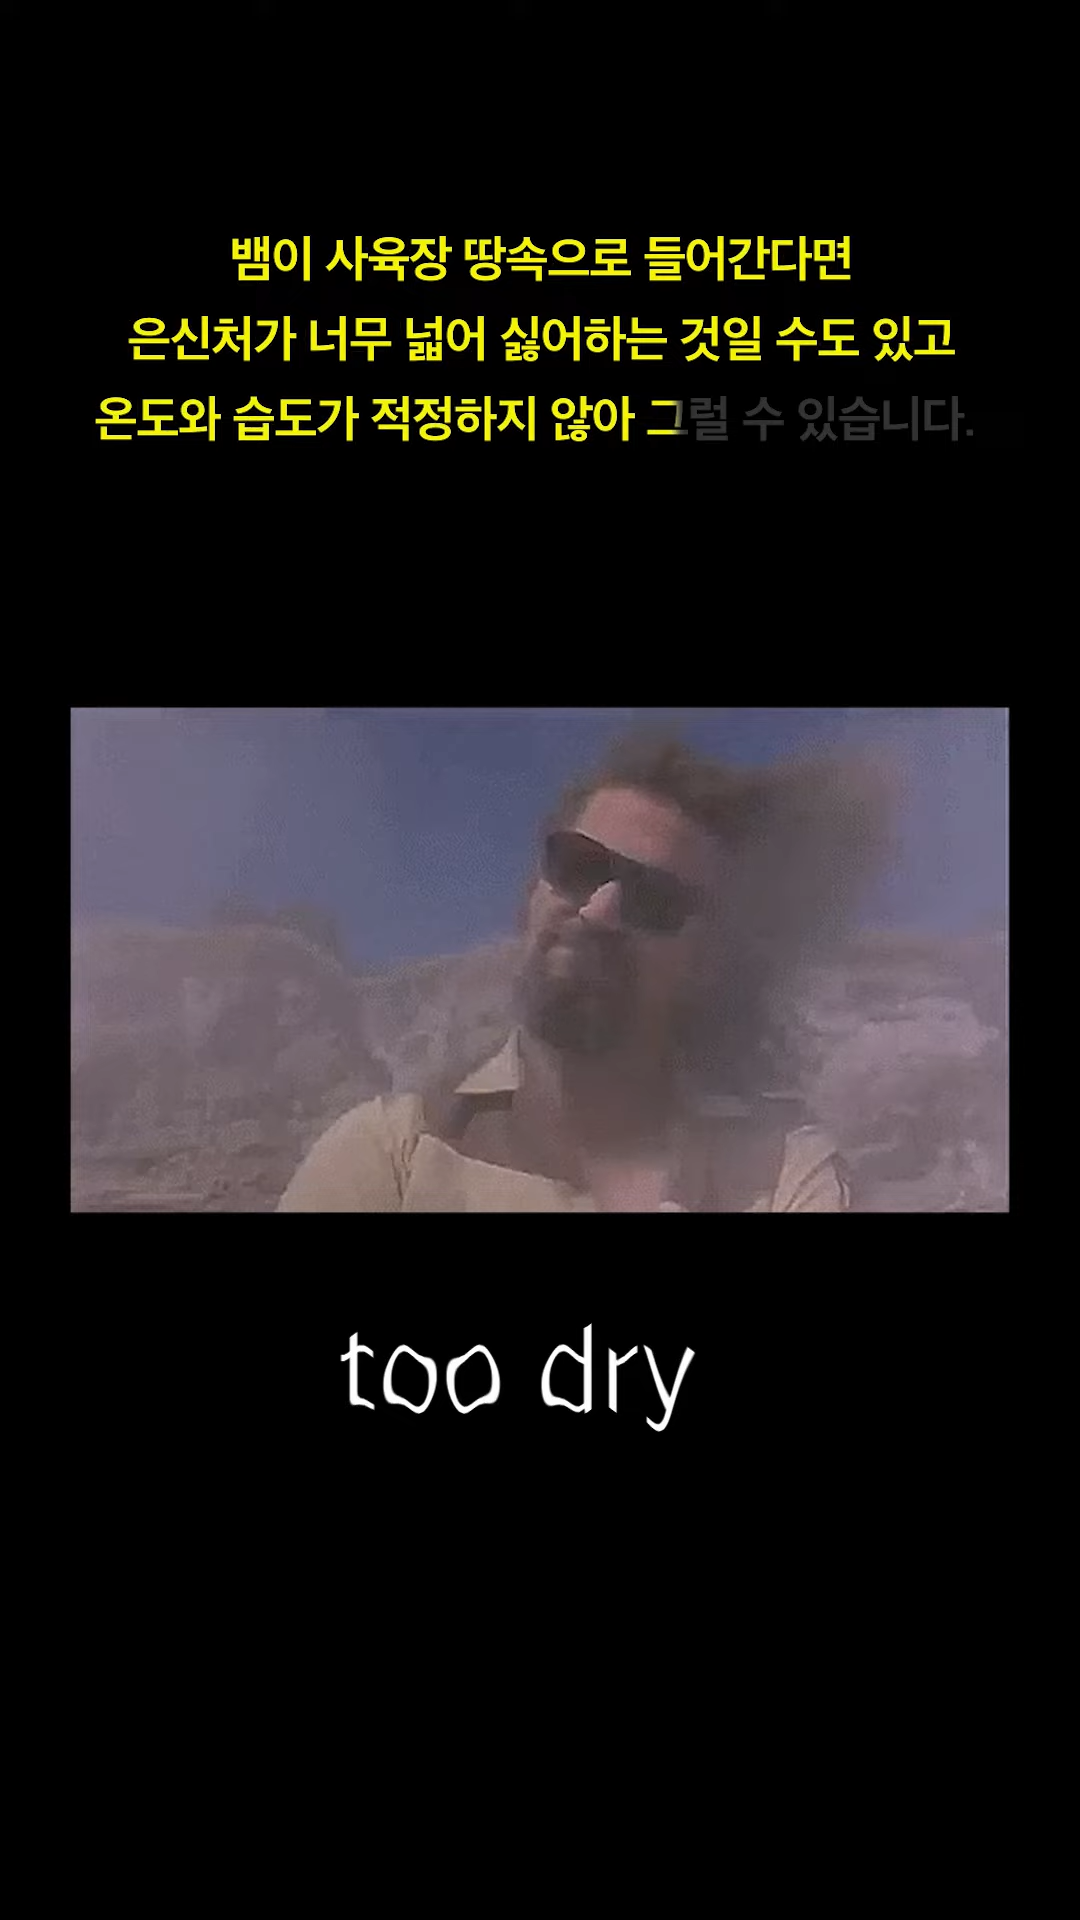 뱀이 사육장 땅속으로 들어간다면
은신처가 너무 넓어 싫어하는 것일 수도 있고
온도와 습도가 적정하지 않아 그럴 수 있습니다.
too dry